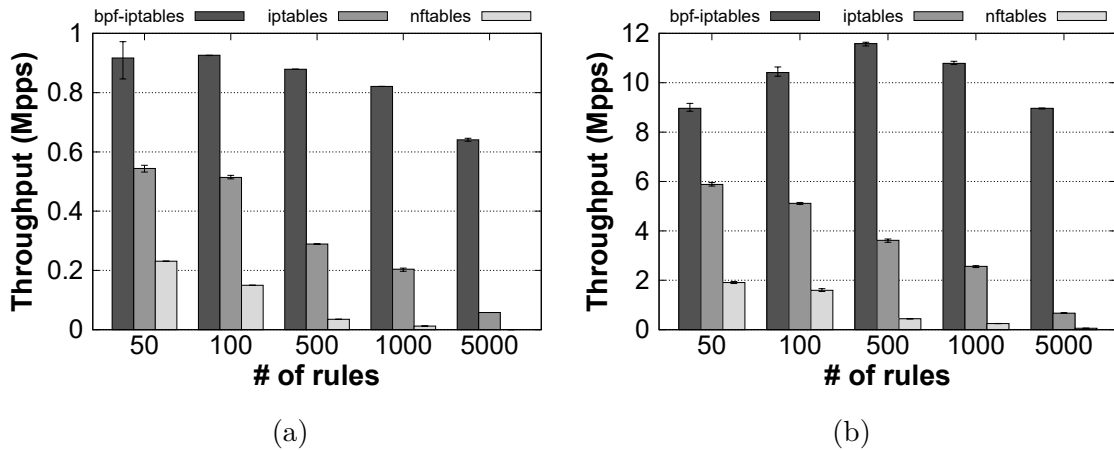 bpf-iptables iptables nftables
1
0.8
0.6
0.4
0.2
0
Throughput (Mpps)
50 100 500 1000 5000
# of rules
(a)
bpf-iptables iptables nftables
12
10
8
6
4
2
0
Throughput (Mpps)
50 100 500 1000 5000
# of rules
(b)